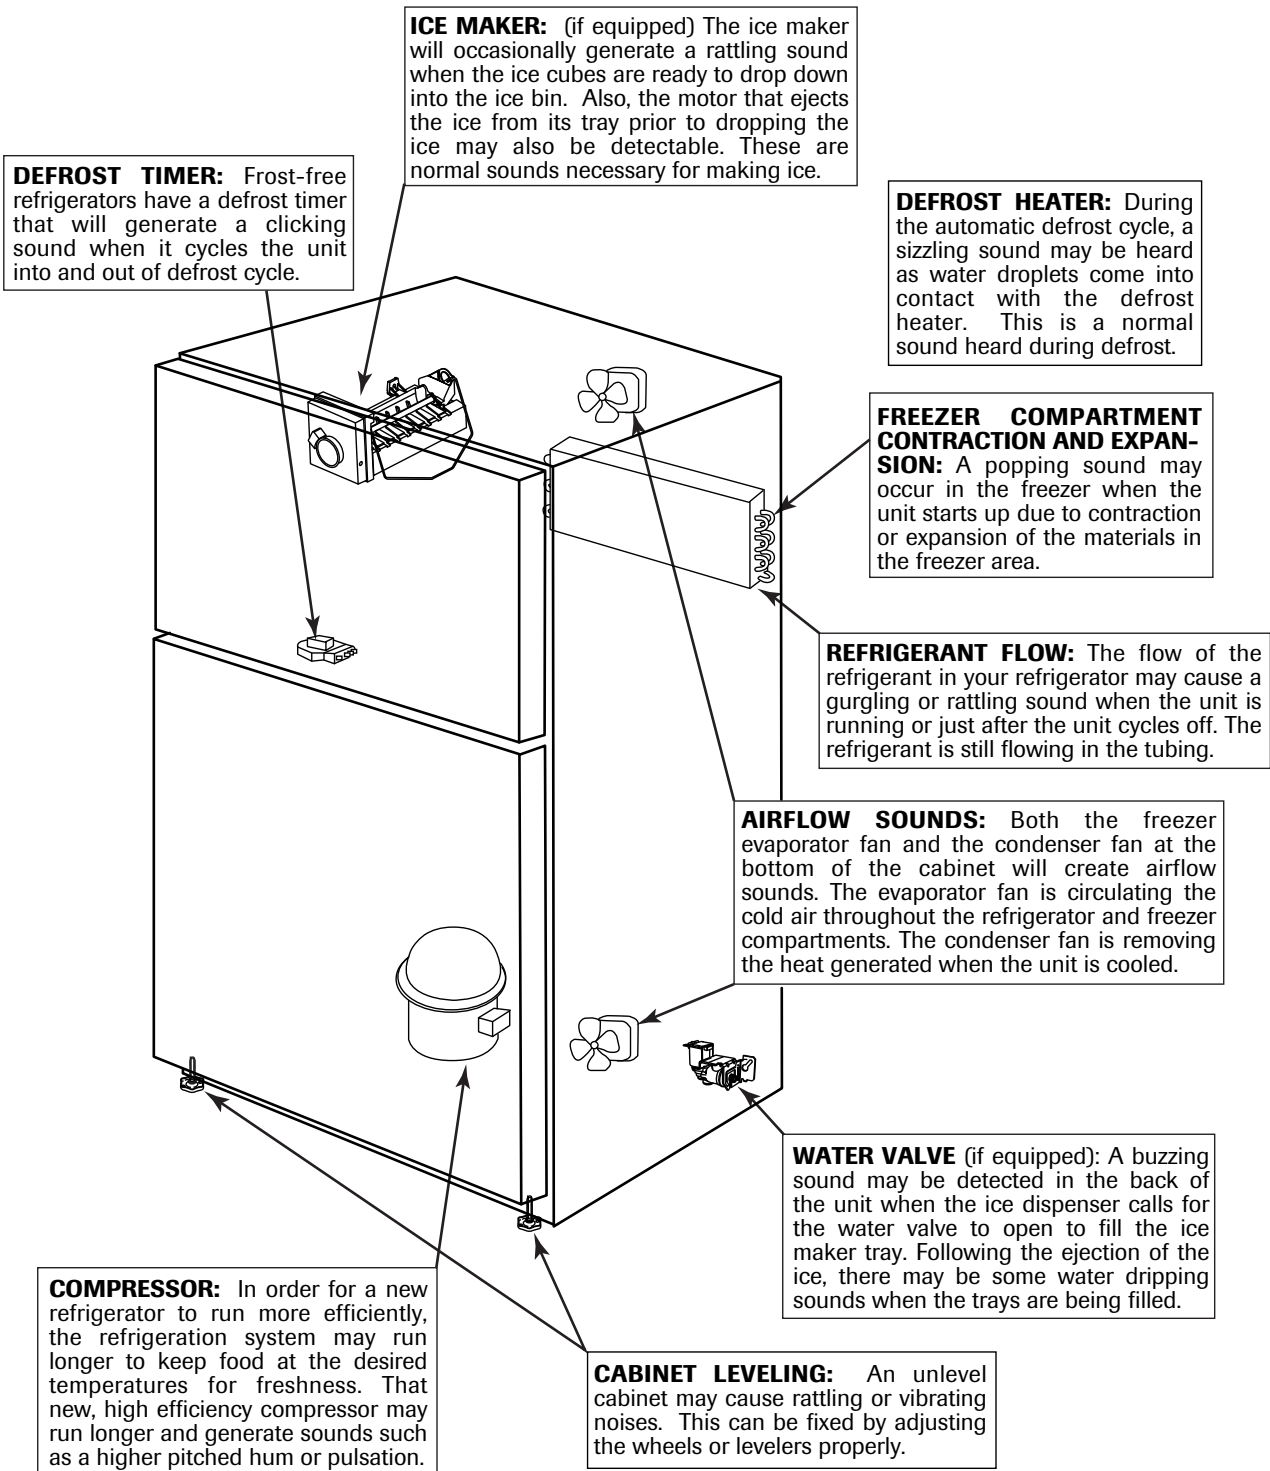 ICE MAKER: (if equipped) The ice maker
will occasionally generate a rattling sound
when the ice cubes are ready to drop down
into the ice bin. Also, the motor that ejects
the ice from its tray prior to dropping the
ice may also be detectable. These are
normal sounds necessary for making ice.
DEFROST TIMER: Frost-free
refrigerators have a defrost timer
that will generate a clicking
sound when it cycles the unit
into and out of defrost cycle.
DEFROST HEATER: During
the automatic defrost cycle, a
sizzling sound may be heard
as water droplets come into
contact with the defrost
heater. This is a normal
sound heard during defrost.
FREEZER COMPARTMENT
CONTRACTION AND EXPAN-
SION: A popping sound may
occur in the freezer when the
unit starts up due to contraction
or expansion of the materials in
the freezer area.
REFRIGERANT FLOW: The flow of the
refrigerant in your refrigerator may cause a
gurgling or rattling sound when the unit is
running or just after the unit cycles off. The
refrigerant is still flowing in the tubing.
AIRFLOW SOUNDS: Both the freezer
evaporator fan and the condenser fan at the
bottom of the cabinet will create airflow
sounds. The evaporator fan is circulating the
cold air throughout the refrigerator and freezer
compartments. The condenser fan is removing
the heat generated when the unit is cooled.
WATER VALVE (if equipped): A buzzing
sound may be detected in the back of
the unit when the ice dispenser calls for
the water valve to open to fill the ice
maker tray. Following the ejection of the
ice, there may be some water dripping
sounds when the trays are being filled.
COMPRESSOR: In order for a new
refrigerator to run more efficiently,
the refrigeration system may run
longer to keep food at the desired
temperatures for freshness. That
new, high efficiency compressor may
run longer and generate sounds such
as a higher pitched hum or pulsation.
CABINET LEVELING: An unlevel
cabinet may cause rattling or vibrating
noises. This can be fixed by adjusting
the wheels or levelers properly.